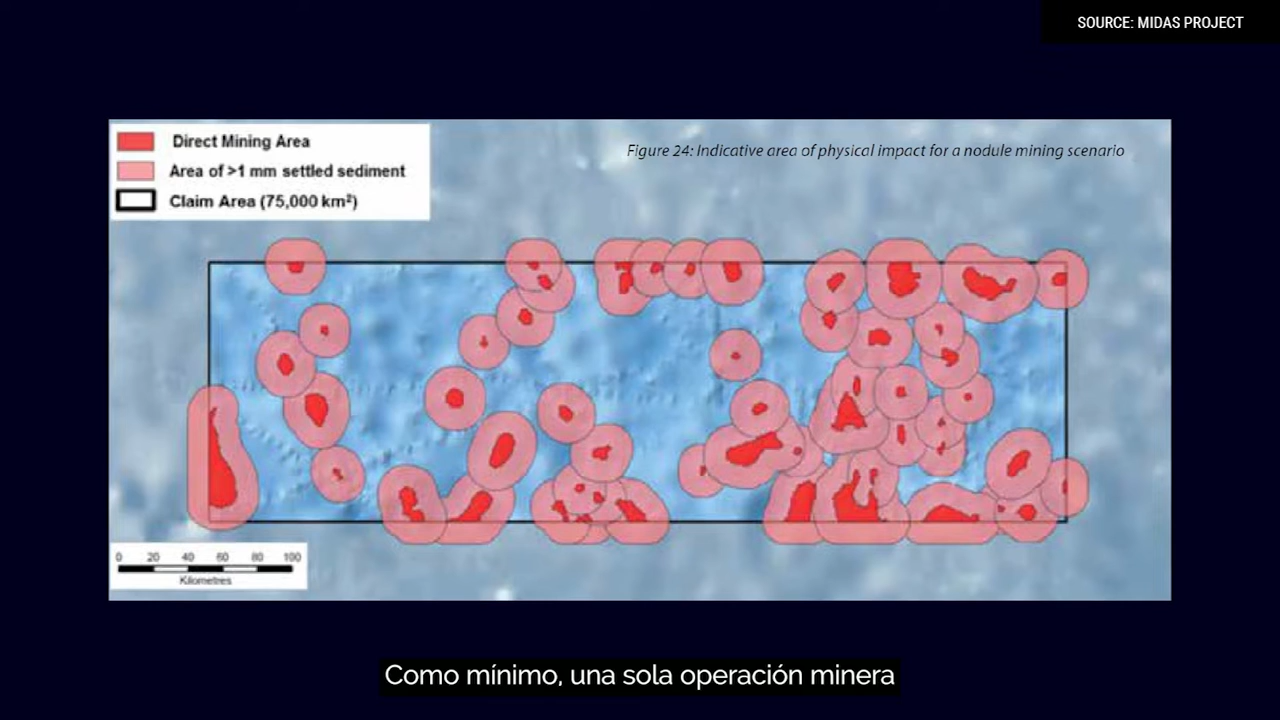 SOURCE: MIDAS PROJECT
Direct Mining Area
Area of >1 mm settled sediment
Claim Area (75,000 km²)
Figure 24: Indicative area of physical impact for a nodule mining scenario
0 20 40 60 80 100
Kilometres
Como mínimo, una sola operación minera